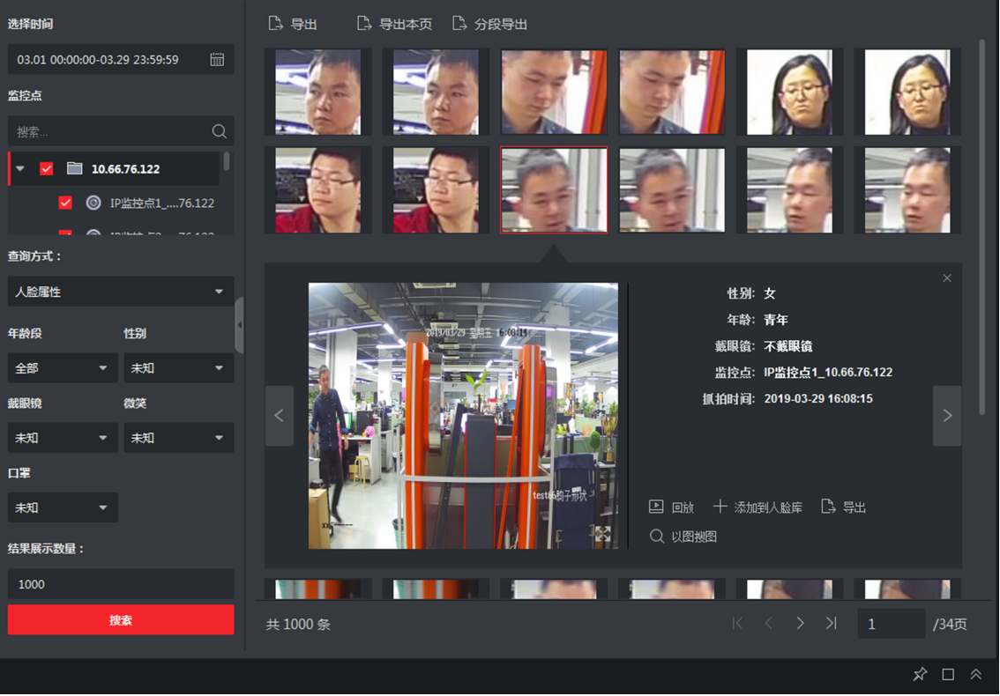 选择时间
03.01 00:00:00-03.29 23:59:59
监控点
搜索...
10.66.76.122
IP监控点1_....76.122
查询方式：
人脸属性
年龄段
性别
全部
未知
戴眼镜
微笑
未知
未知
口罩
未知
结果展示数量：
1000
搜索
导出
导出本页
分段导出
2019/03/29 星期五 16:08:14
性别: 女
年龄: 青年
戴眼镜: 不戴眼镜
监控点: IP监控点1_10.66.76.122
抓拍时间: 2019-03-29 16:08:15
回放
添加到人脸库
导出
以图搜图
共 1000 条
1
/34页